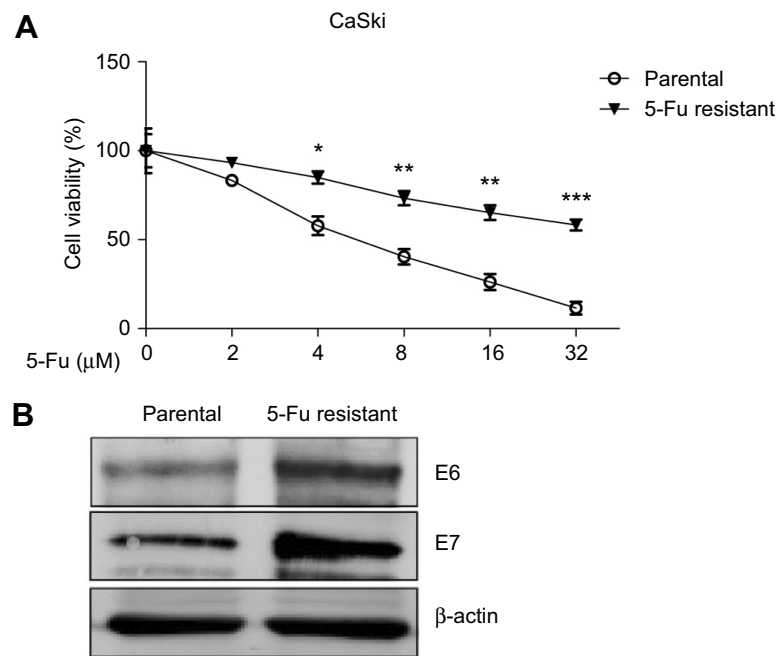 A
CaSki
150
100
50
0
Cell viability (%)
*
**
**
***
Parental
5-Fu resistant
5-Fu (μM)
0 2 4 8 16 32
B
Parental 5-Fu resistant
E6
E7
β-actin